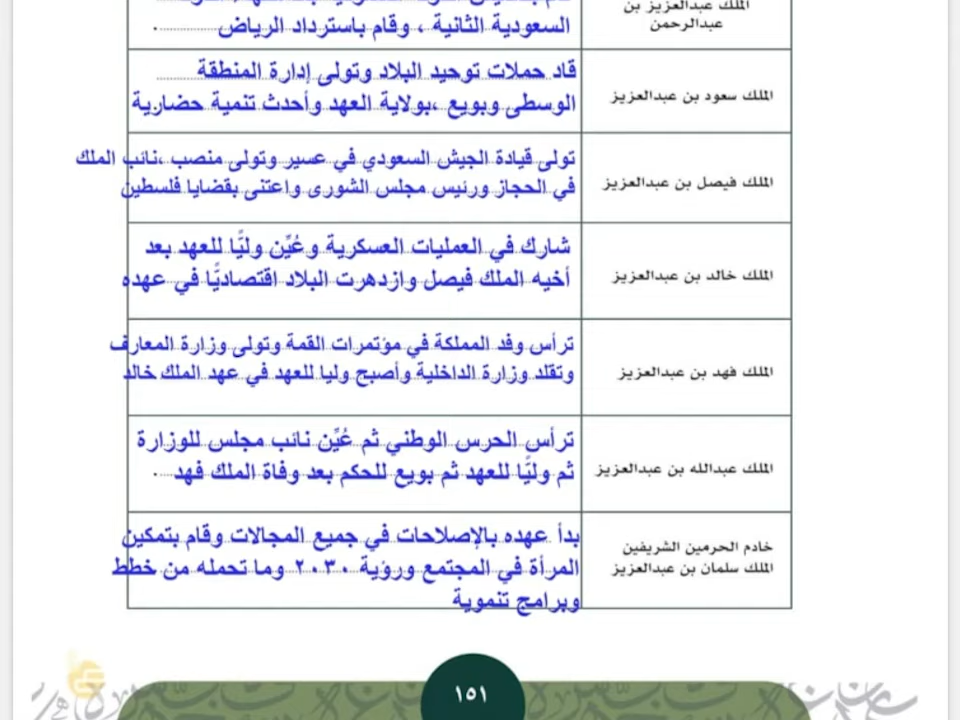 الملك عبدالعزيز بن
عبدالرحمن
السعودية الثانية ، وقام باسترداد الرياض .
الملك سعود بن عبدالعزيز
قاد حملات توحيد البلاد وتولى إدارة المنطقة
الوسطى وبويع ،بولاية العهد وأحدث تنمية حضارية
الملك فيصل بن عبدالعزيز
تولى قيادة الجيش السعودي في عسير وتولى منصب ،نائب الملك
في الحجاز ورئيس مجلس الشورى واعتنى بقضايا فلسطين
الملك خالد بن عبدالعزيز
شارك في العمليات العسكرية وعُيِّن وليًّا للعهد بعد
أخيه الملك فيصل وازدهرت البلاد اقتصاديًّا في عهده
الملك فهد بن عبدالعزيز
ترأس وفد المملكة في مؤتمرات القمة وتولى وزارة المعارف
وتقلد وزارة الداخلية وأصبح وليا للعهد في عهد الملك خالد
الملك عبدالله بن عبدالعزيز
ترأس الحرس الوطني ثم عُيِّن نائب مجلس للوزارة
ثم وليًّا للعهد ثم بويع للحكم بعد وفاة الملك فهد .
خادم الحرمين الشريفين
الملك سلمان بن عبدالعزيز
بدأ عهده بالإصلاحات في جميع المجالات وقام بتمكين
المرأة في المجتمع ورؤية ٢٠٣٠ وما تحمله من خطط
وبرامج تنموية
١٥١